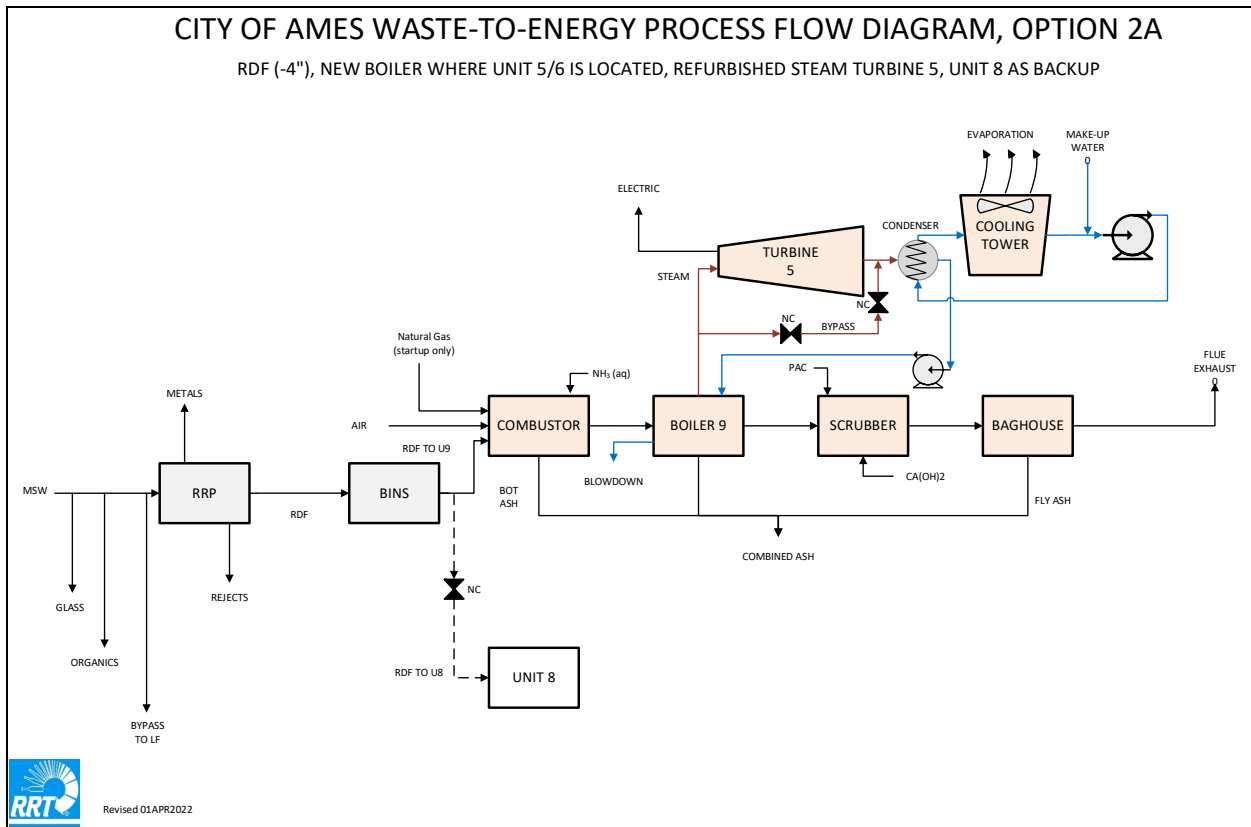 CITY OF AMES WASTE-TO-ENERGY PROCESS FLOW DIAGRAM, OPTION 2A
RDF (-4"), NEW BOILER WHERE UNIT 5/6 IS LOCATED, REFURBISHED STEAM TURBINE 5, UNIT 8 AS BACKUP
EVAPORATION
MAKE-UP
WATER
0
ELECTRIC
CONDENSER
COOLING
TOWER
TURBINE
5
STEAM
NC
NC
BYPASS
Natural Gas
(startup only)
NH₃ (aq)
PAC
FLUE
EXHAUST
0
METALS
AIR
COMBUSTOR
BOILER 9
SCRUBBER
BAGHOUSE
RDF TO U9
BLOWDOWN
CA(OH)2
MSW
RRP
RDF
BINS
BOT
ASH
FLY ASH
COMBINED ASH
GLASS
REJECTS
NC
ORGANICS
RDF TO U8
UNIT 8
BYPASS
TO LF
RRT
Revised 01APR2022